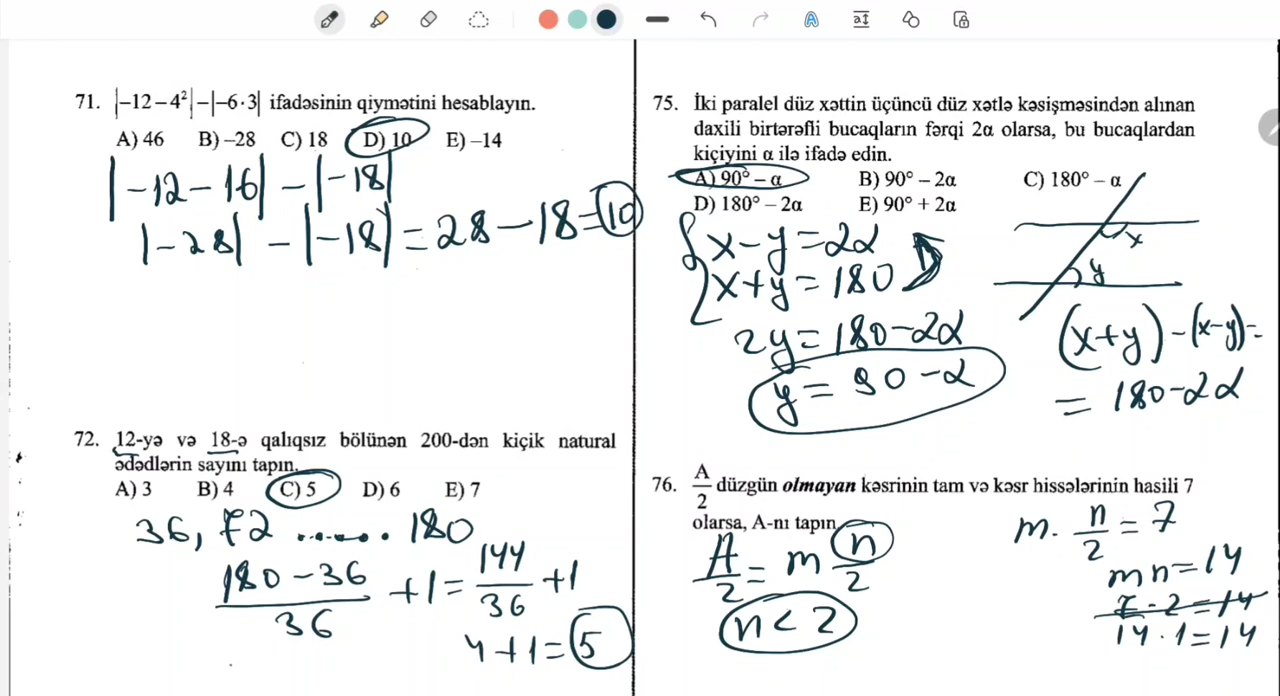 71. |−12−4²|−|−6·3| ifadəsinin qiymətini hesablayın.
A) 46 B) −28 C) 18 D) 10 E) −14
|−12−16|−|−18|
|−28|−|−18|=28−18=10
72. 12-yə və 18-ə qalıqsız bölünən 200-dən kiçik natural
ədədlərin sayını tapın.
A) 3 B) 4 C) 5 D) 6 E) 7
36, 72 ...... 180
(180−36)/36 +1= 144/36 +1
4+1=5
75. İki paralel düz xəttin üçüncü düz xətlə kəsişməsindən alınan
daxili birtərəfli bucaqların fərqi 2α olarsa, bu bucaqlardan
kiçiyini α ilə ifadə edin.
A) 90° − α B) 90° − 2α C) 180° − α
D) 180° − 2α E) 90° + 2α
x−y=2α
x+y=180
2y=180−2α
y=90−α
x
y
(x+y)−(x−y)=
=180−2α
76. A/2 düzgün olmayan kəsrinin tam və kəsr hissələrinin hasili 7
olarsa, A-nı tapın.
A/2 = m n/2
n<2
m· n/2 =7
mn=14
7·2=14
14·1=14